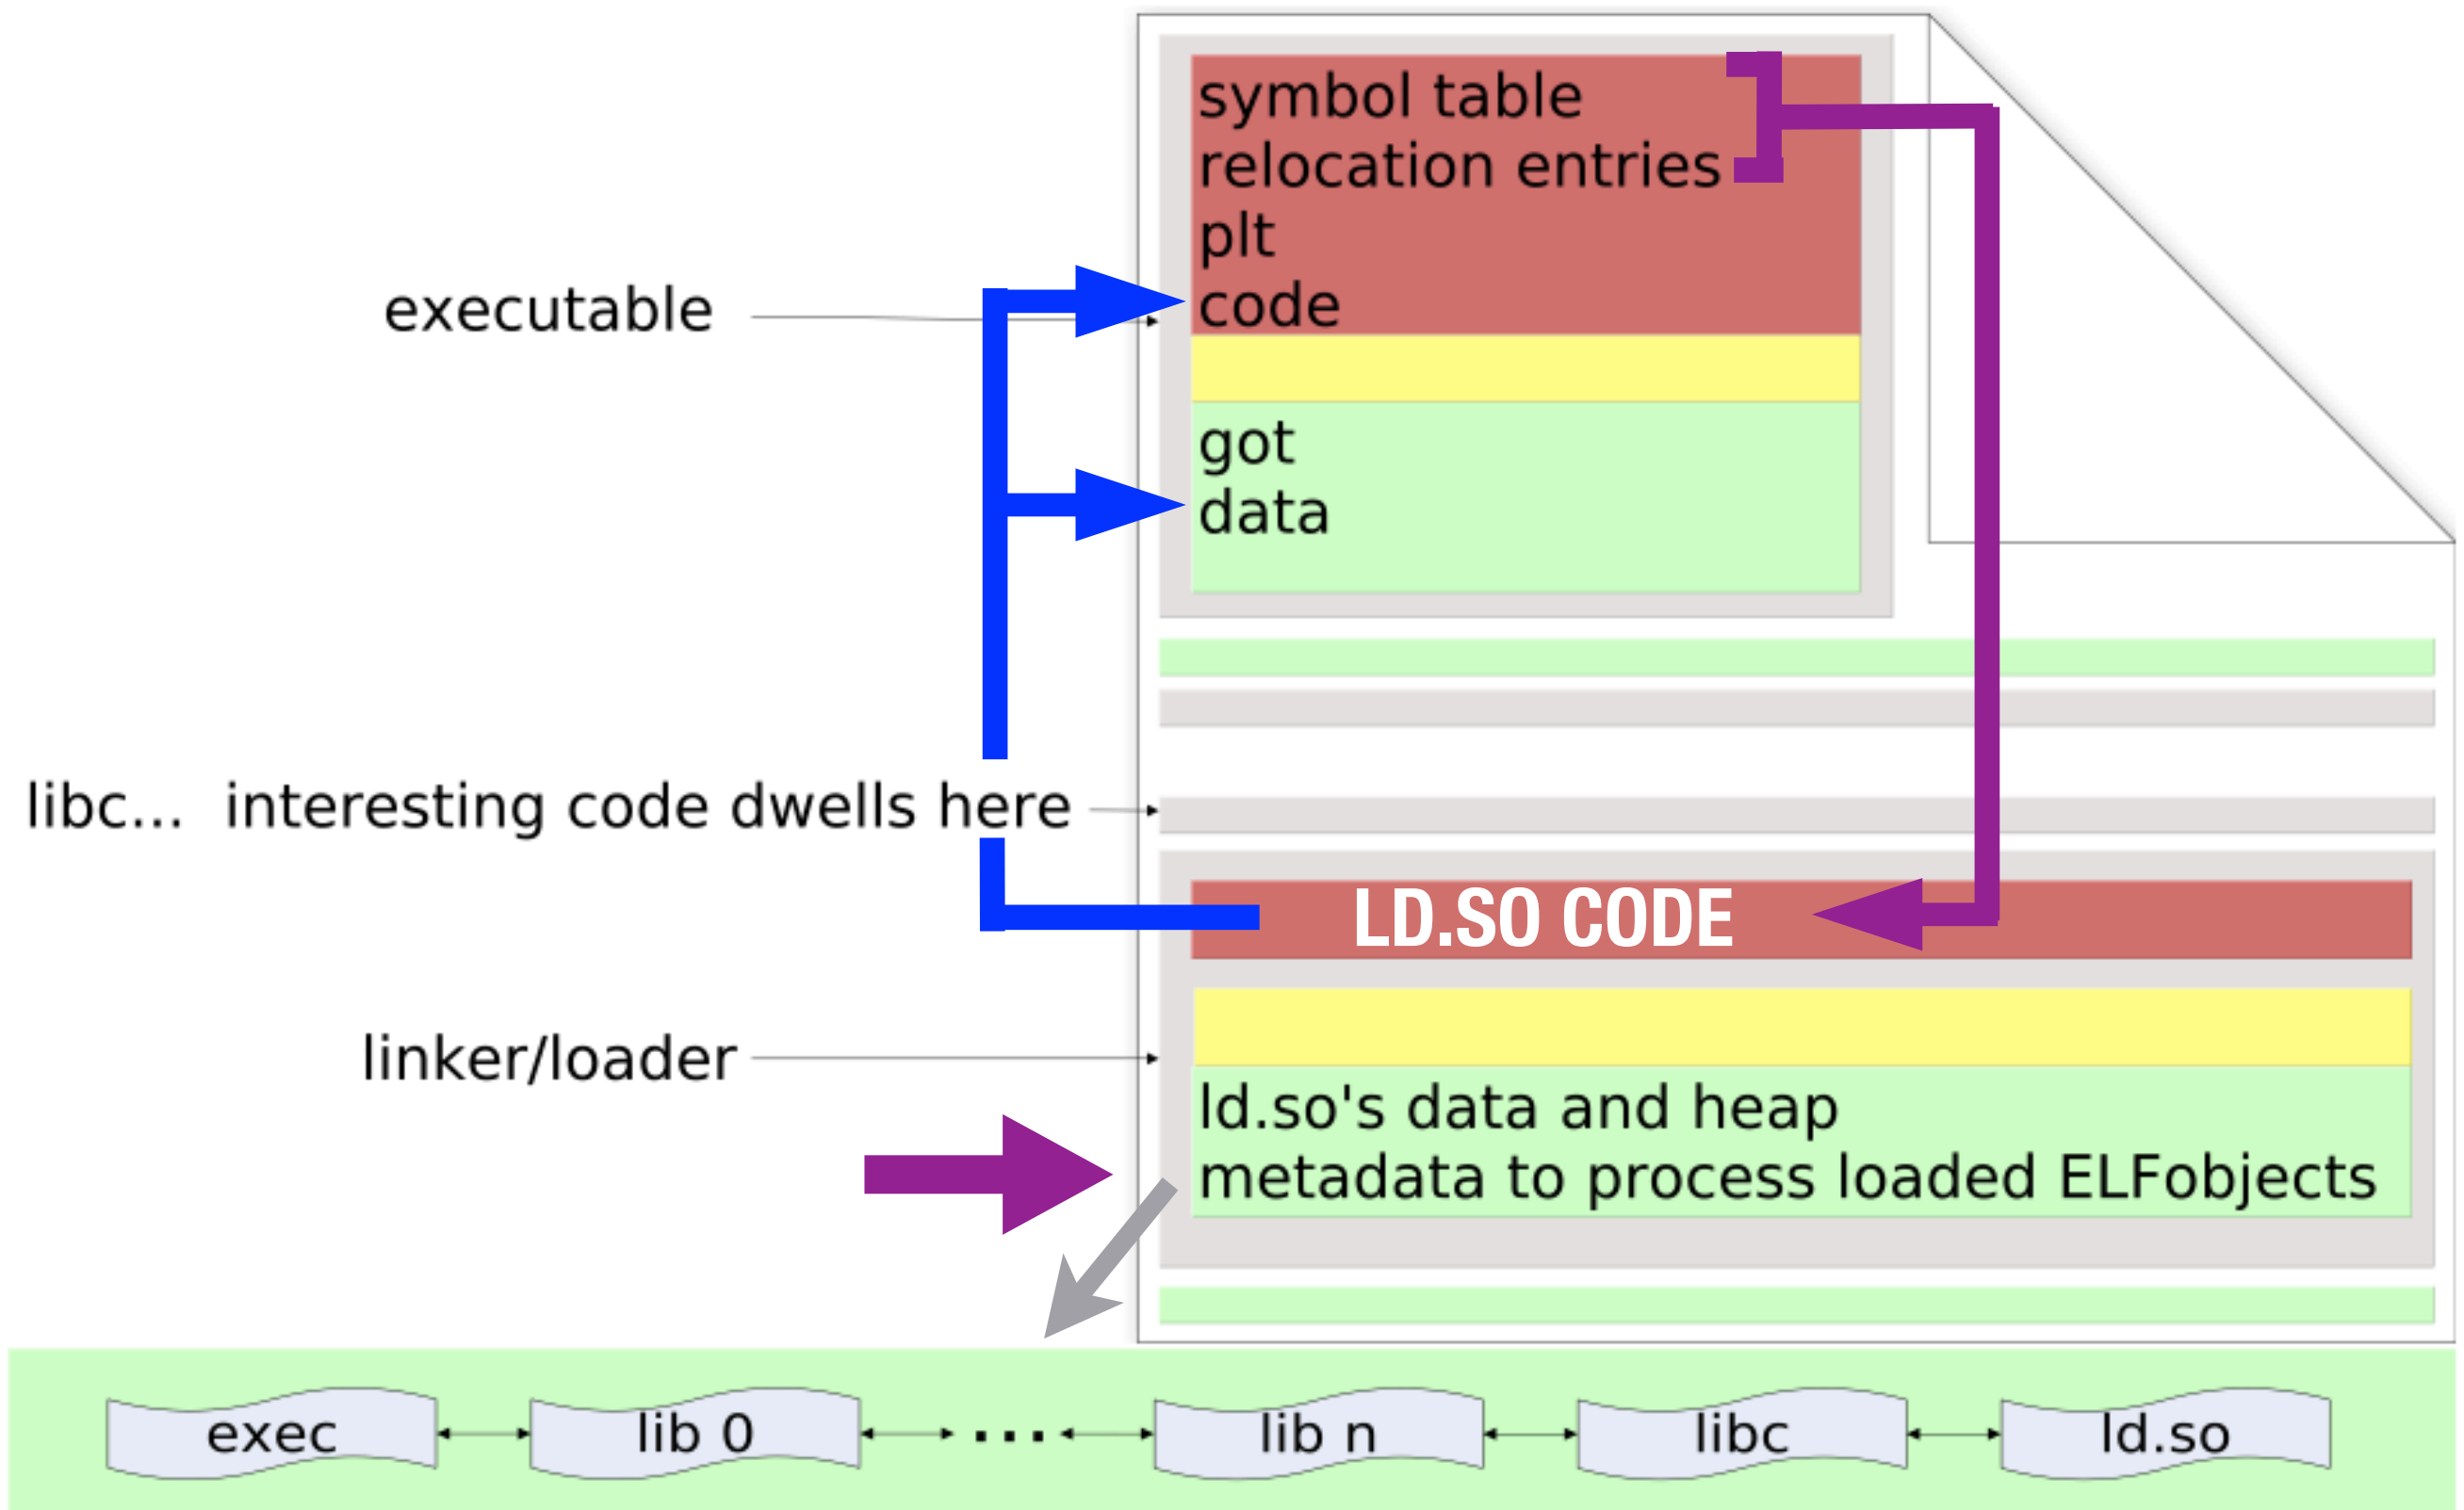 symbol table
relocation entries
plt
code
executable
got
data
libc... interesting code dwells here
LD.SO CODE
linker/loader
ld.so's data and heap
metadata to process loaded ELFobjects
exec
lib 0
...
lib n
libc
ld.so